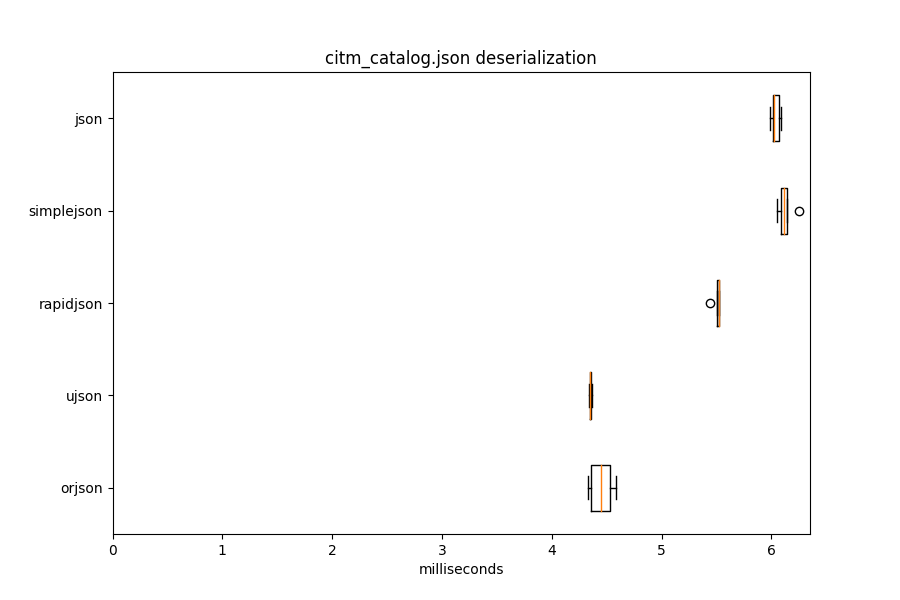 citm_catalog.json deserialization
json
simplejson
rapidjson
ujson
orjson
0 1 2 3 4 5 6
milliseconds